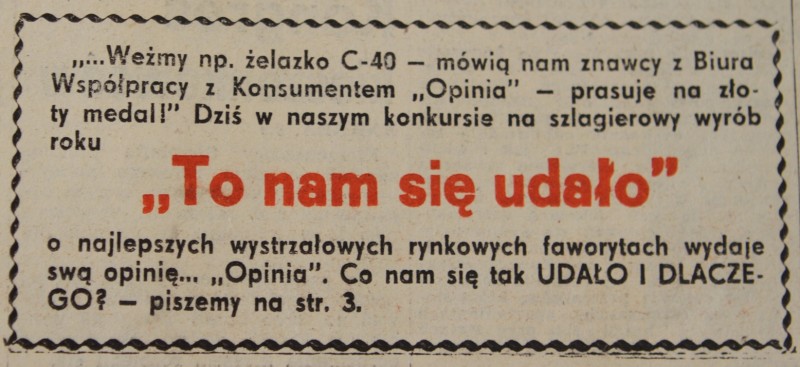 „...Weźmy np. żelazko C-40 — mówią nam znawcy z Biura
Współpracy z Konsumentem „Opinia” — prasuje na zło-
ty medal!” Dziś w naszym konkursie na szlagierowy wyrób
roku
„To nam się udało”
o najlepszych wystrzałowych rynkowych faworytach wydaje
swą opinię... „Opinia”. Co nam się tak UDAŁO I DLACZE-
GO? — piszemy na str. 3.